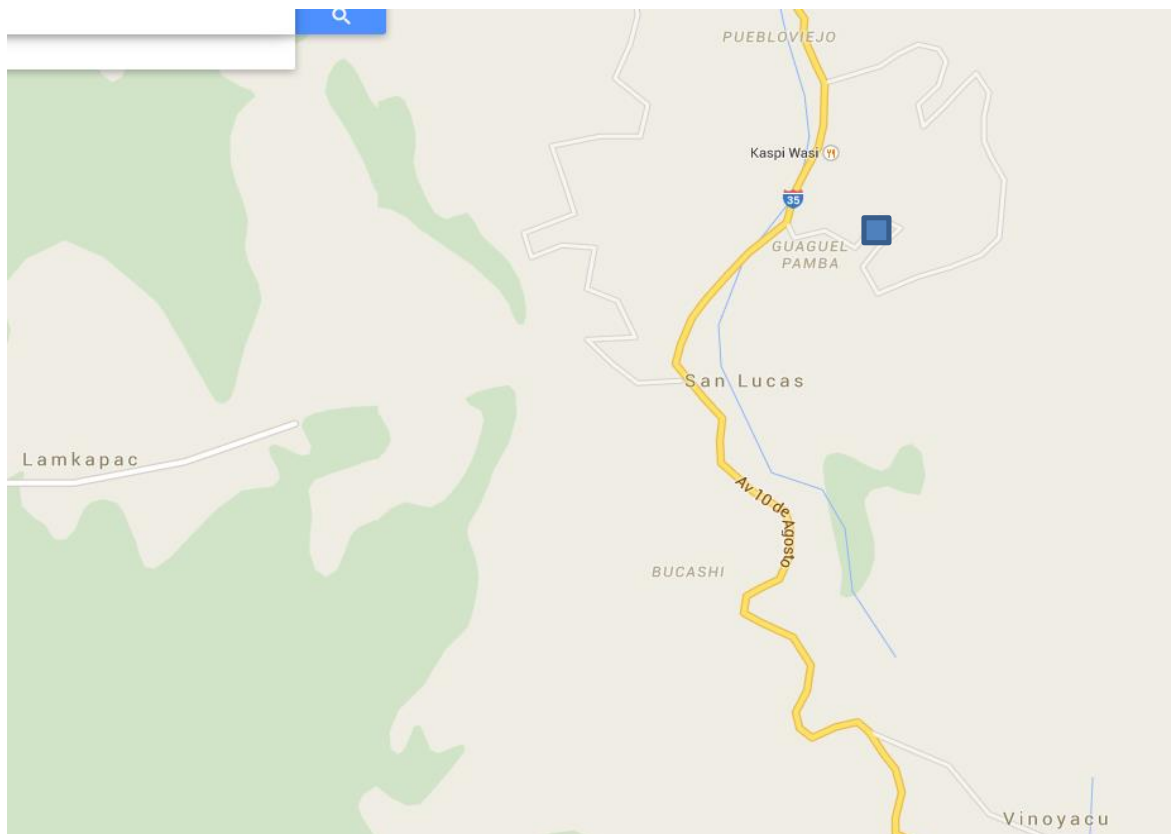 PUEBLOVIEJO
Kaspi Wasi
35
GUAGUEL
PAMBA
San Lucas
Lamkapac
Av 10 de Agosto
BUCASHI
Vinoyacu